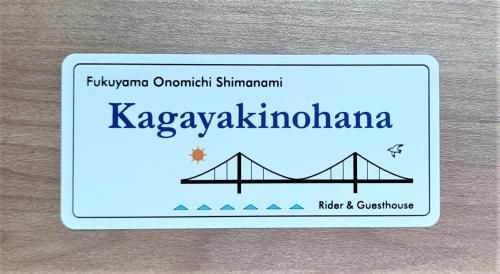 Fukuyama Onomichi Shimanami
Kagayakinohana
Rider & Guesthouse